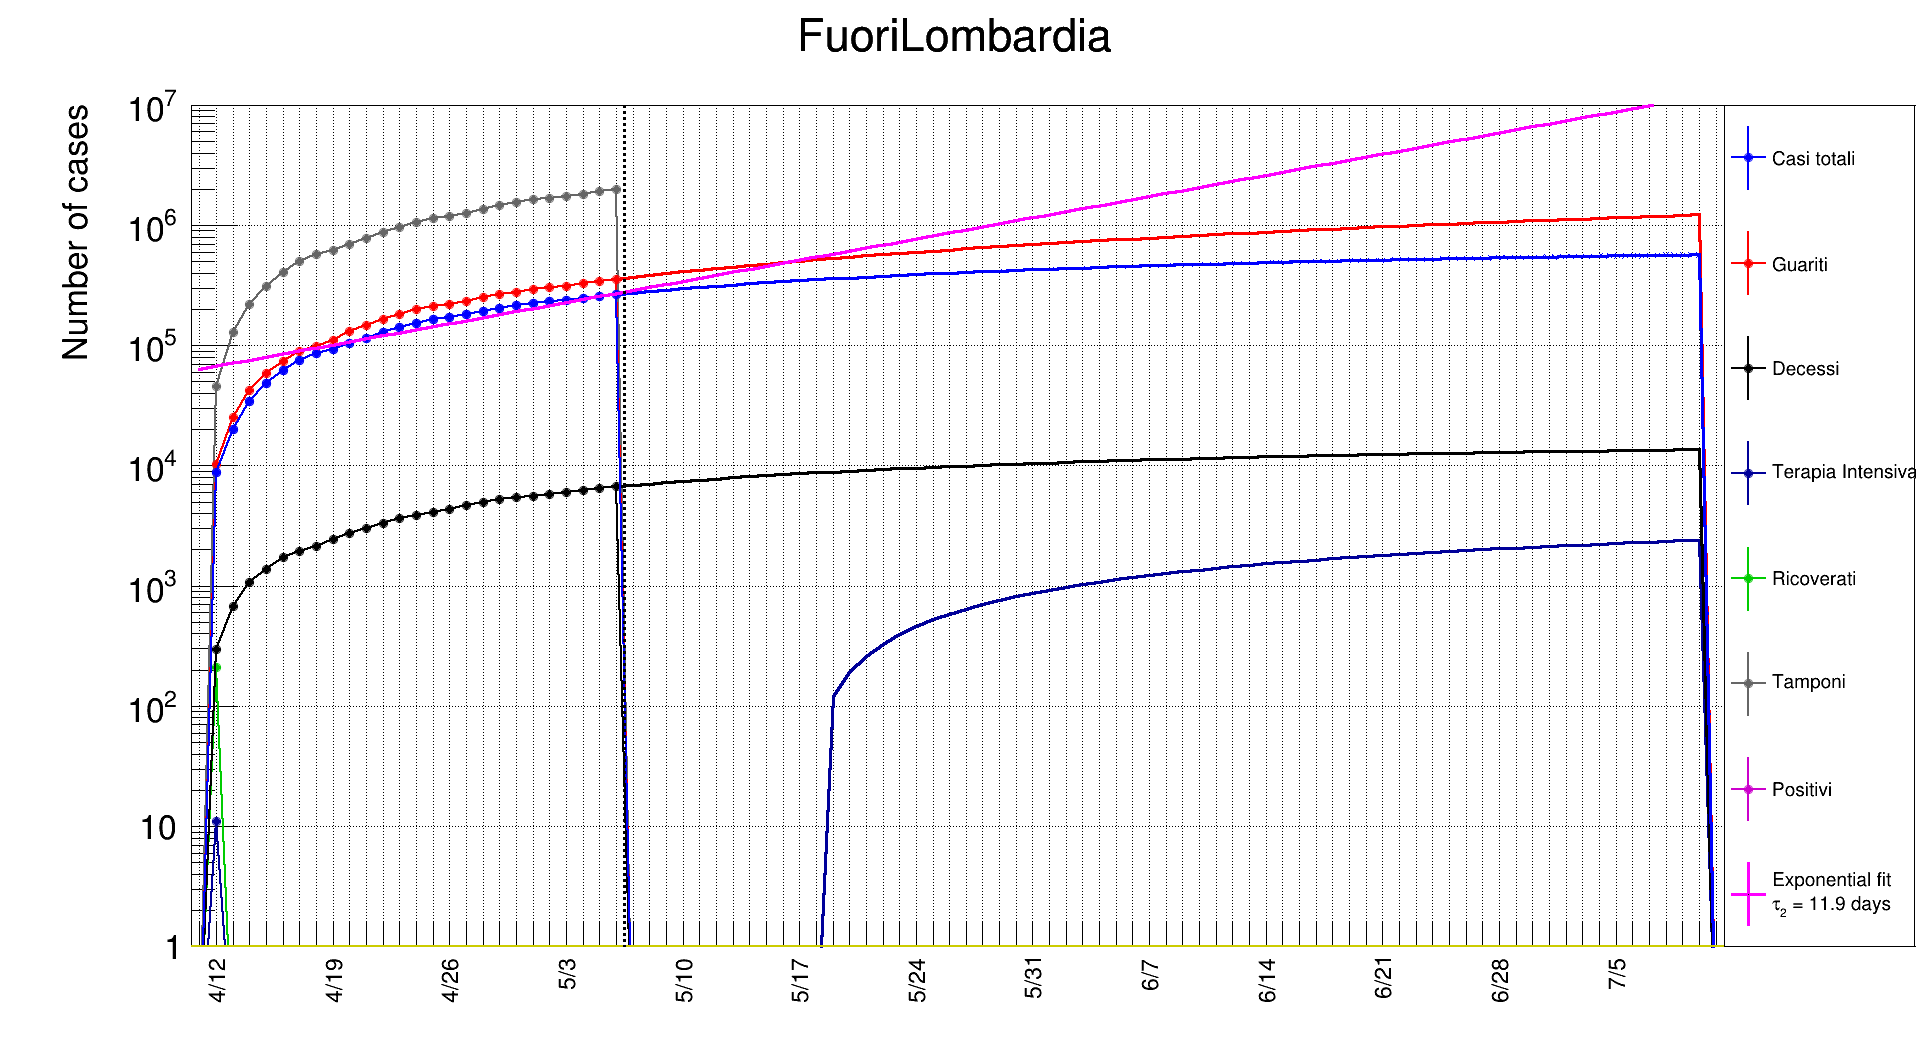 FuoriLombardia
Number of cases
10^7
10^6
10^5
10^4
10^3
10^2
10
1
4/12
4/19
4/26
5/3
5/10
5/17
5/24
5/31
6/7
6/14
6/21
6/28
7/5
Casi totali
Guariti
Decessi
Terapia Intensiva
Ricoverati
Tamponi
Positivi
Exponential fit
τ₂ = 11.9 days